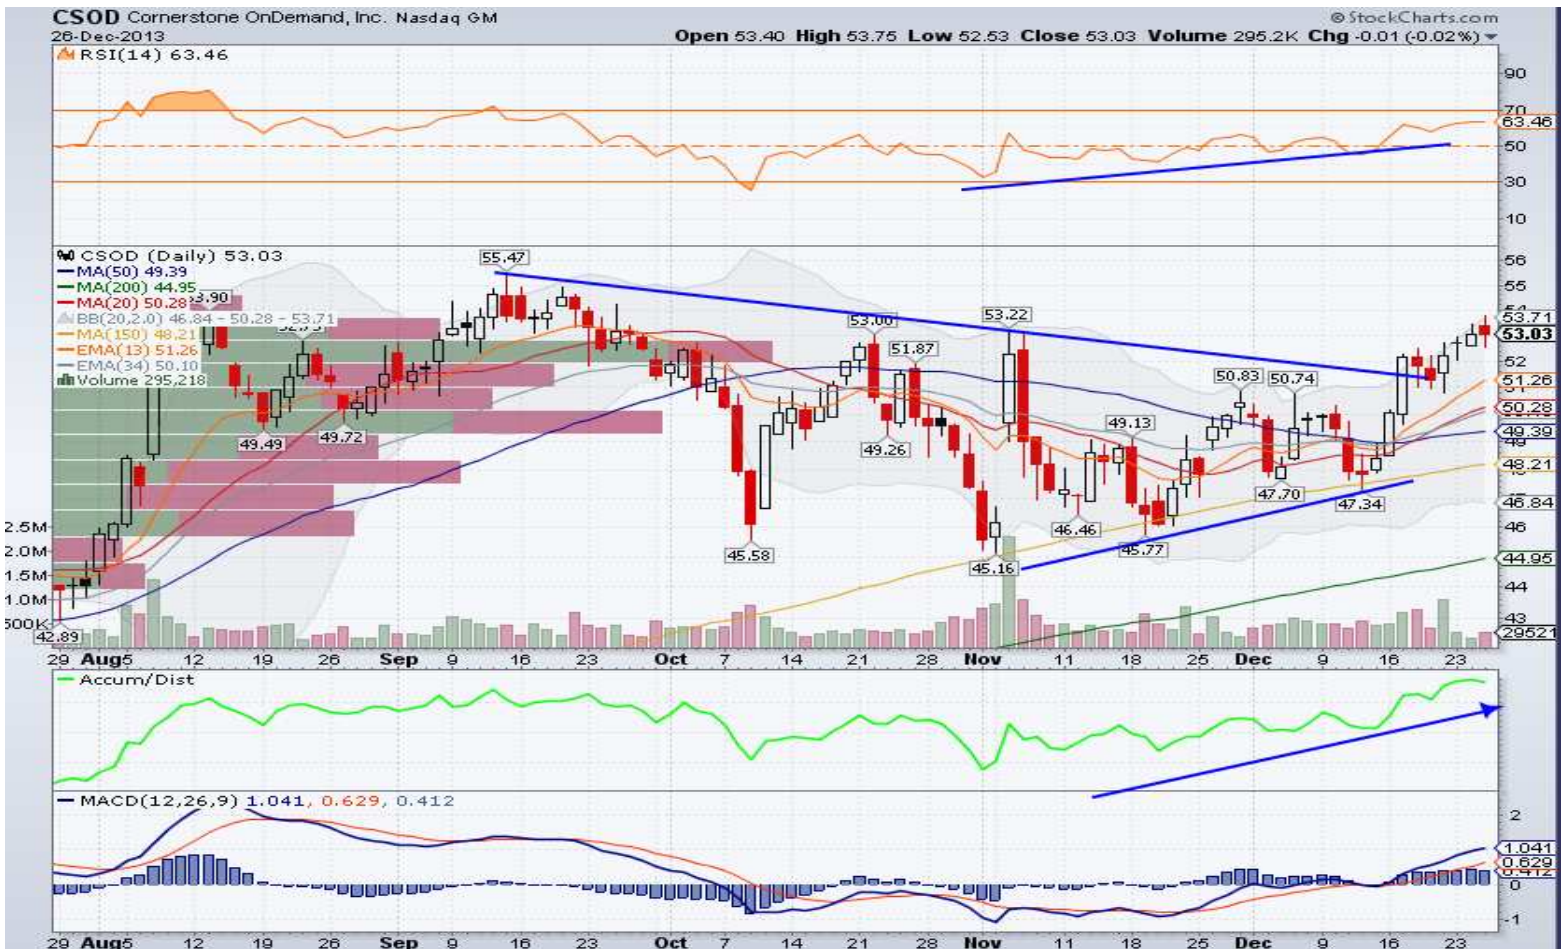 CSOD Cornerstone OnDemand, Inc. Nasdaq GM © StockCharts.com
26-Dec-2013 Open 53.40 High 53.75 Low 52.53 Close 53.03 Volume 295.2K Chg -0.01 (-0.02%)
RSI(14) 63.46
90
70
63.46
50
30
10
CSOD (Daily) 53.03
MA(50) 49.39
MA(200) 44.95
MA(20) 50.28
BB(20,2.0) 46.84 - 50.28 - 53.71
MA(150) 48.21
EMA(13) 51.26
EMA(34) 50.10
Volume 295,218
55.47
53.00
51.87
53.22
50.83
50.74
49.49
49.72
49.26
49.13
45.58
45.16
46.46
45.77
47.70
47.34
42.89
56
55
54
53.71
53.03
52
51.26
50.28
49.39
49
48.21
46.84
46
44.95
44
43
29521
2.5M
2.0M
1.5M
1.0M
500K
29 Aug 5 12 19 26 Sep 9 16 23 Oct 7 14 21 28 Nov 11 18 25 Dec 9 16 23
Accum/Dist
MACD(12,26,9) 1.041, 0.629, 0.412
2
1.041
0.629
0.412
0
-1
29 Aug 5 12 19 26 Sep 9 16 23 Oct 7 14 21 28 Nov 11 18 25 Dec 9 16 23